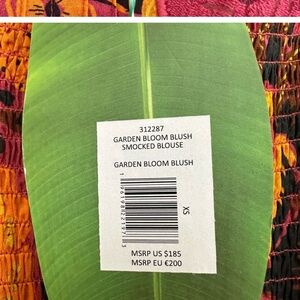 312287
GARDEN BLOOM BLUSH
SMOCKED BLOUSE
GARDEN BLOOM BLUSH
XS
MSRP US $185
MSRP EU €200